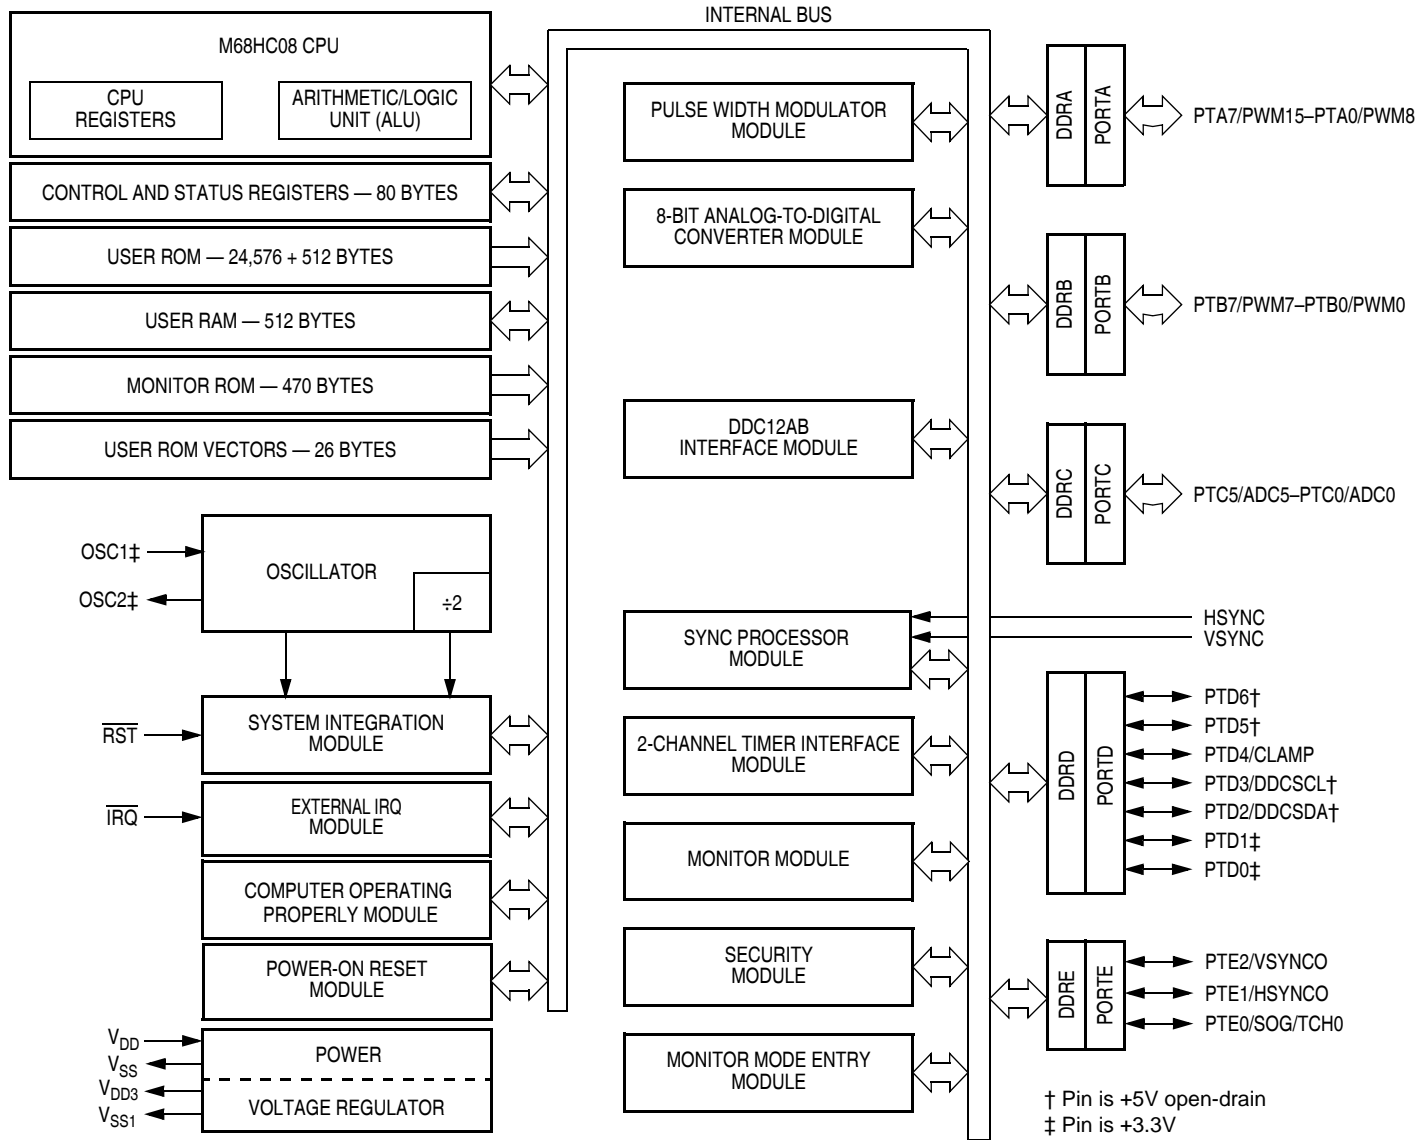 INTERNAL BUS
M68HC08 CPU
CPU
REGISTERS
ARITHMETIC/LOGIC
UNIT (ALU)
CONTROL AND STATUS REGISTERS — 80 BYTES
USER ROM — 24,576 + 512 BYTES
USER RAM — 512 BYTES
MONITOR ROM — 470 BYTES
USER ROM VECTORS — 26 BYTES
OSC1‡
OSC2‡
OSCILLATOR
÷2
RST
SYSTEM INTEGRATION
MODULE
IRQ
EXTERNAL IRQ
MODULE
COMPUTER OPERATING
PROPERLY MODULE
POWER-ON RESET
MODULE
VDD
VSS
VDD3
VSS1
POWER
VOLTAGE REGULATOR
PULSE WIDTH MODULATOR
MODULE
8-BIT ANALOG-TO-DIGITAL
CONVERTER MODULE
DDC12AB
INTERFACE MODULE
SYNC PROCESSOR
MODULE
2-CHANNEL TIMER INTERFACE
MODULE
MONITOR MODULE
SECURITY
MODULE
MONITOR MODE ENTRY
MODULE
DDRA
PORTA
PTA7/PWM15–PTA0/PWM8
DDRB
PORTB
PTB7/PWM7–PTB0/PWM0
DDRC
PORTC
PTC5/ADC5–PTC0/ADC0
HSYNC
VSYNC
DDRD
PORTD
PTD6†
PTD5†
PTD4/CLAMP
PTD3/DDCSCL†
PTD2/DDCSDA†
PTD1‡
PTD0‡
DDRE
PORTE
PTE2/VSYNCO
PTE1/HSYNCO
PTE0/SOG/TCH0
† Pin is +5V open-drain
‡ Pin is +3.3V